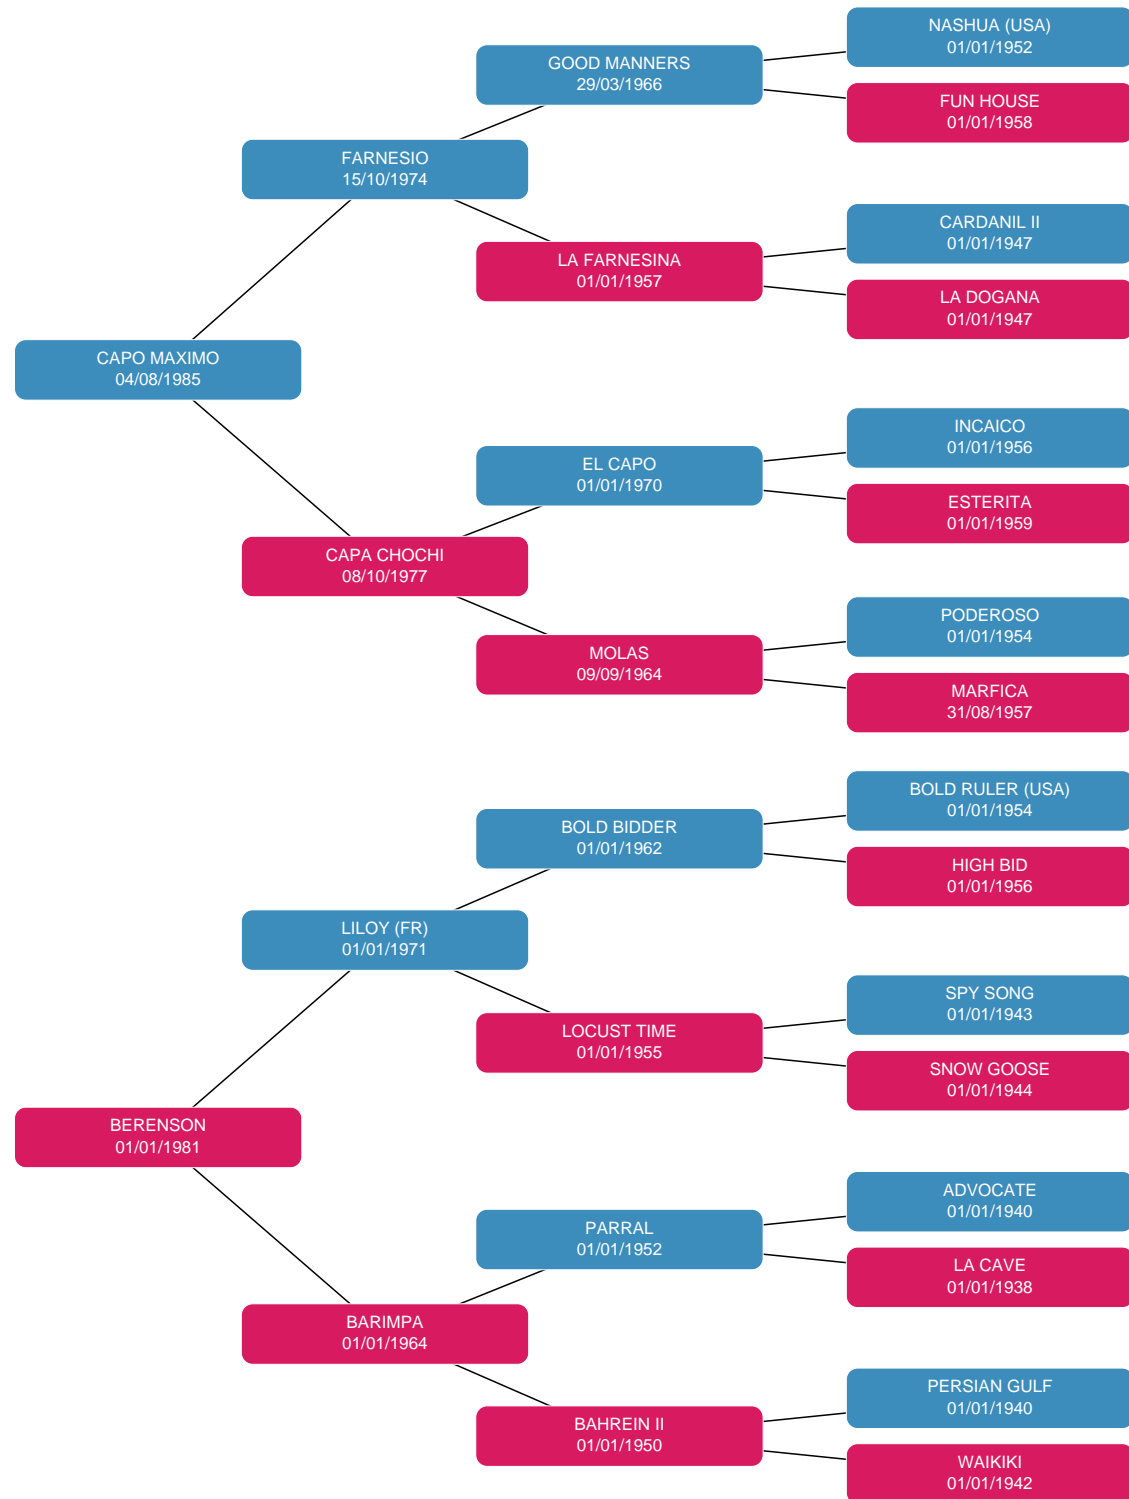 NASHUA (USA)
01/01/1952
GOOD MANNERS
29/03/1966
FUN HOUSE
01/01/1958
FARNESIO
15/10/1974
CARDANIL II
01/01/1947
LA FARNESINA
01/01/1957
LA DOGANA
01/01/1947
CAPO MAXIMO
04/08/1985
INCAICO
01/01/1956
EL CAPO
01/01/1970
ESTERITA
01/01/1959
CAPA CHOCHI
08/10/1977
PODEROSO
01/01/1954
MOLAS
09/09/1964
MARFICA
31/08/1957
BOLD RULER (USA)
01/01/1954
BOLD BIDDER
01/01/1962
HIGH BID
01/01/1956
LILOY (FR)
01/01/1971
SPY SONG
01/01/1943
LOCUST TIME
01/01/1955
SNOW GOOSE
01/01/1944
BERENSON
01/01/1981
ADVOCATE
01/01/1940
PARRAL
01/01/1952
LA CAVE
01/01/1938
BARIMPA
01/01/1964
PERSIAN GULF
01/01/1940
BAHREIN II
01/01/1950
WAIKIKI
01/01/1942